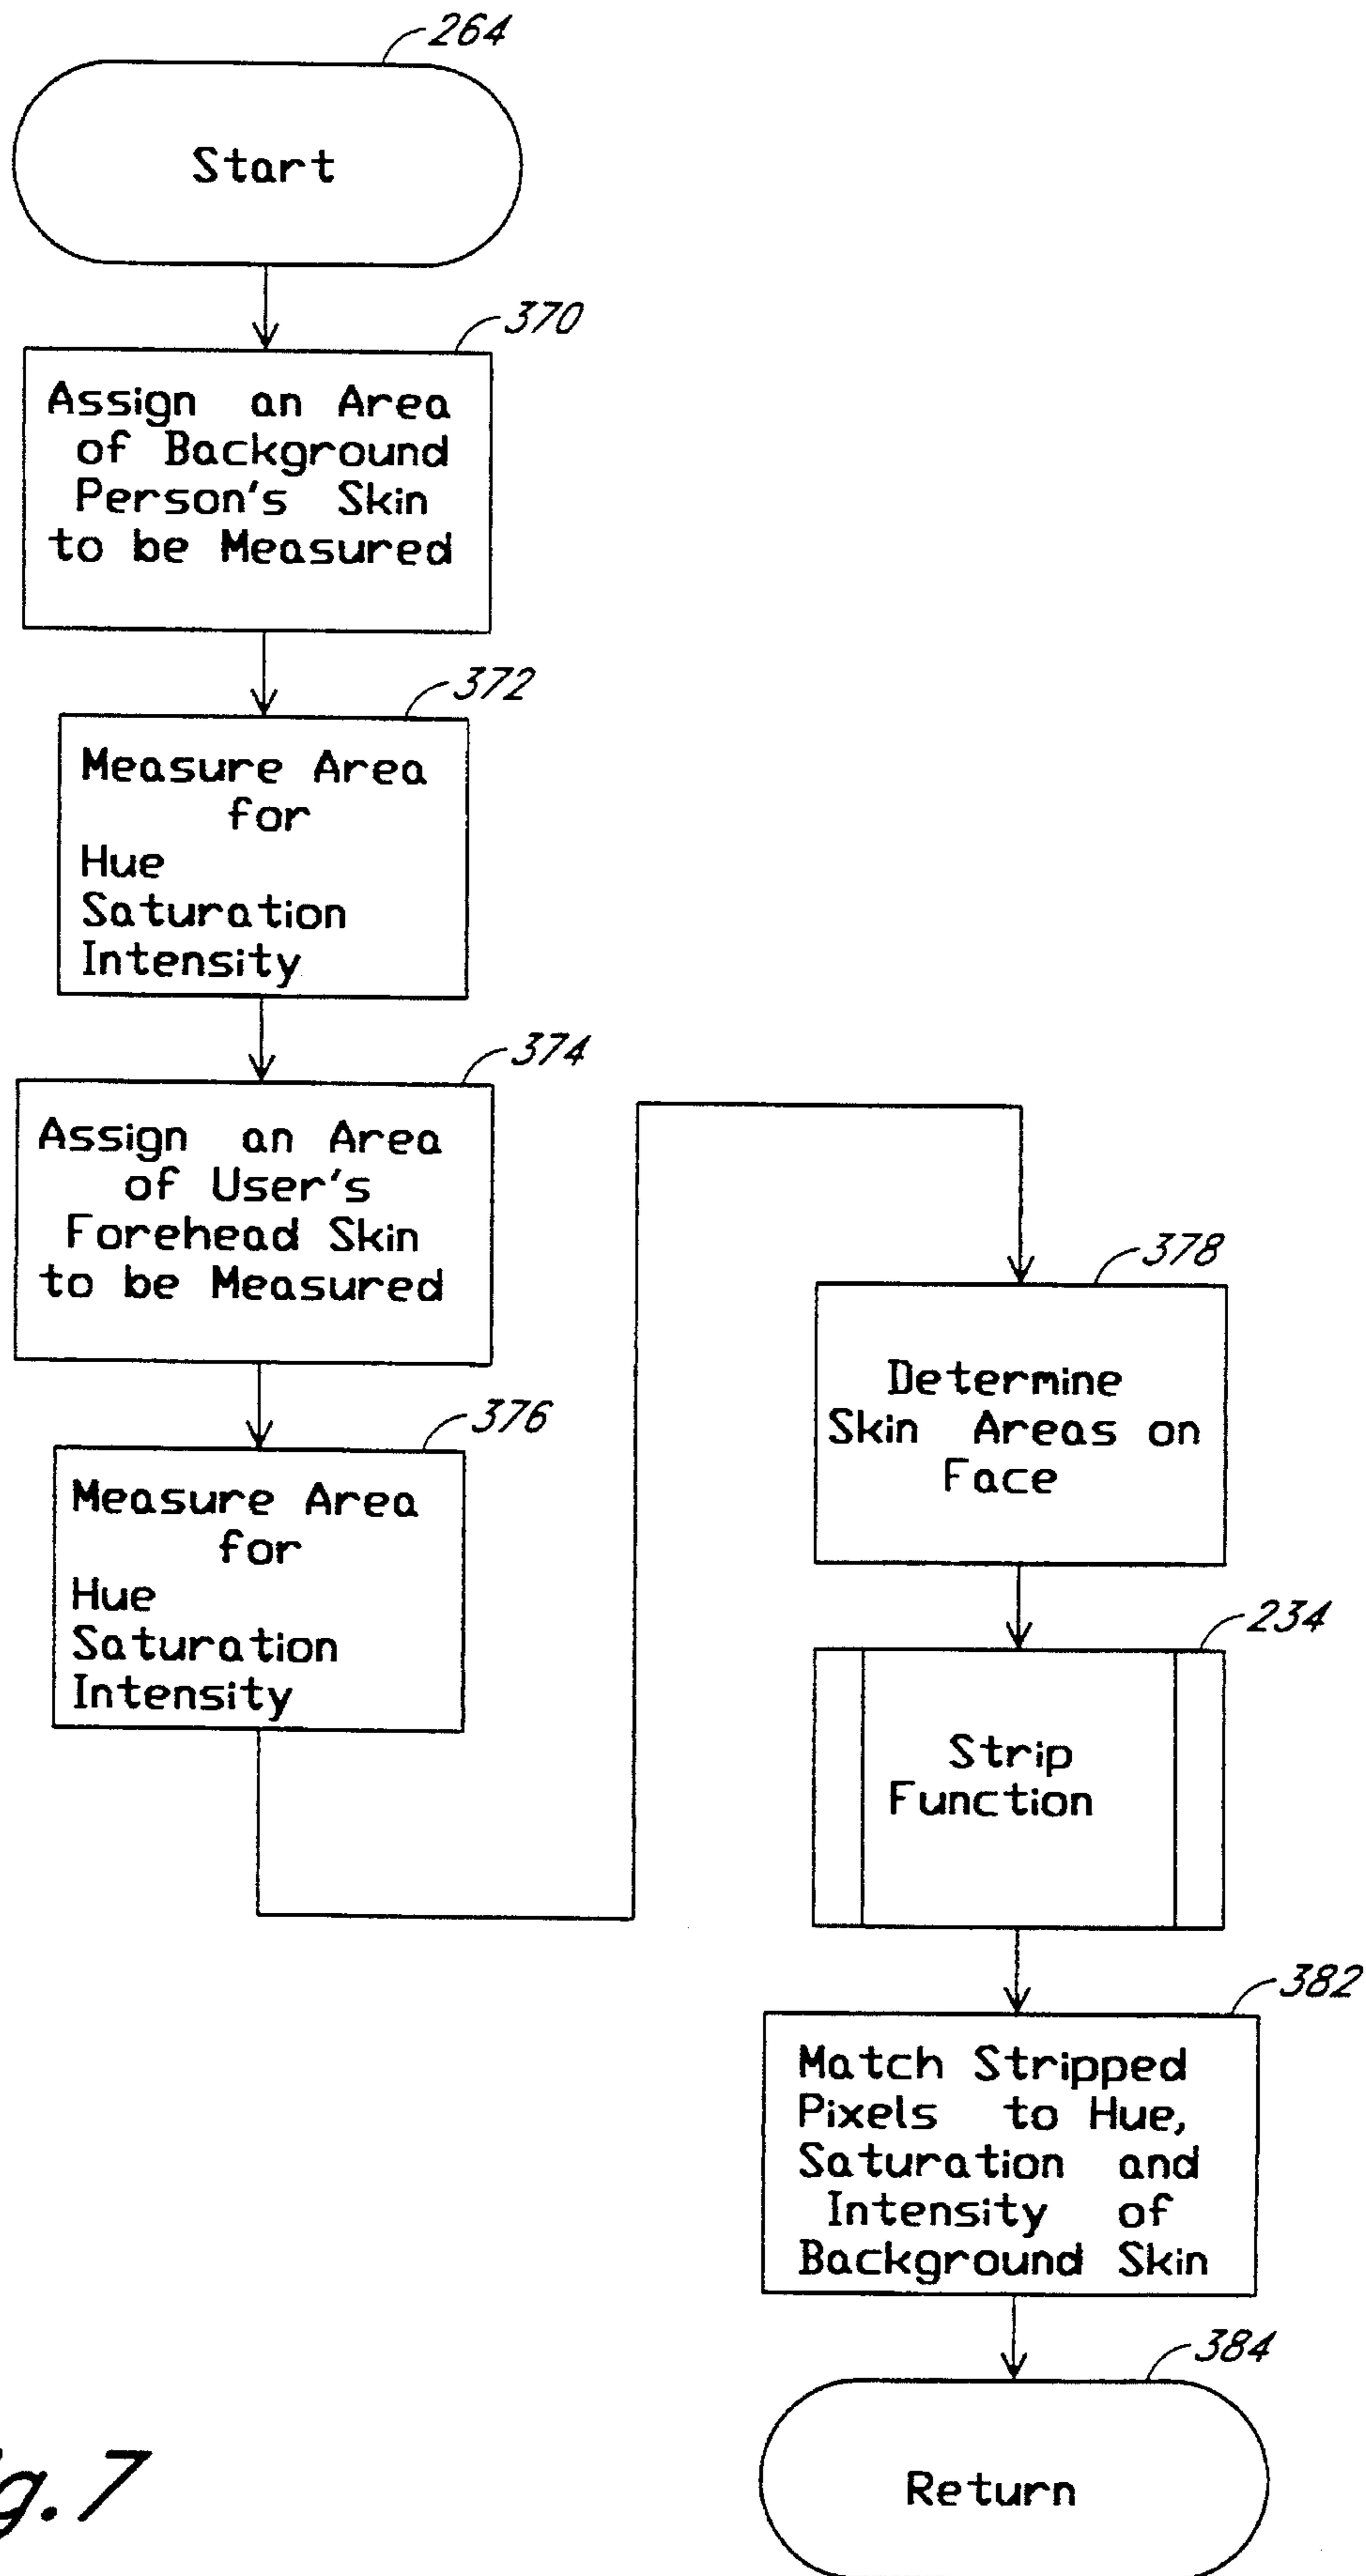 264
Start
370
Assign an Area
of Background
Person's Skin
to be Measured
372
Measure Area
for
Hue
Saturation
Intensity
374
Assign an Area
of User's
Forehead Skin
to be Measured
376
Measure Area
for
Hue
Saturation
Intensity
378
Determine
Skin Areas on
Face
234
Strip
Function
382
Match Stripped
Pixels to Hue,
Saturation and
Intensity of
Background Skin
384
Return
g.7